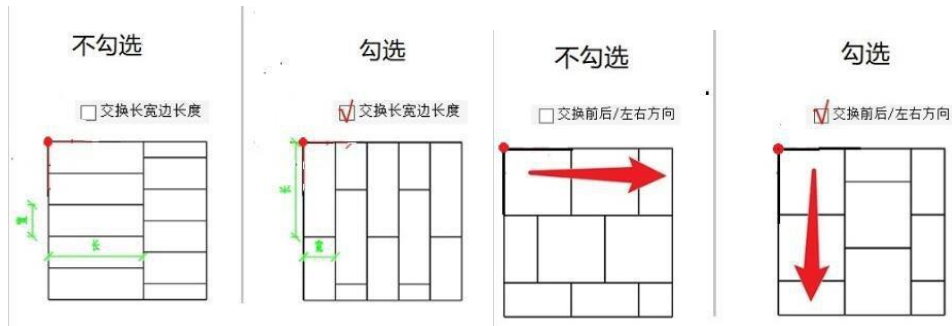 不勾选
交换长宽边长度
宽
长
勾选
交换长宽边长度
长
宽
不勾选
交换前后/左右方向
勾选
交换前后/左右方向